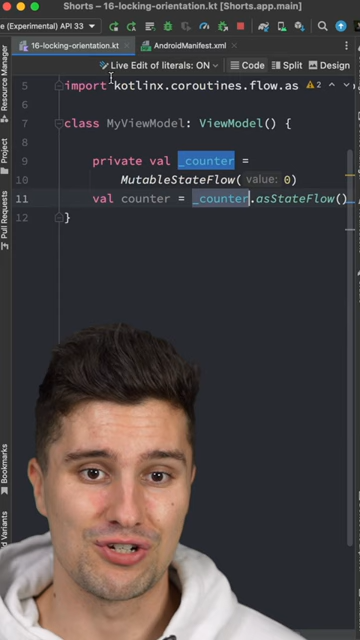 Shorts – 16-locking-orientation.kt [Shorts.app.main]
Experimental API 33
16-locking-orientation.kt
AndroidManifest.xml
Live Edit of literals: ON
Code
Split
Design
Resource Manager
Project
Pull Requests
Bookmarks
Variants
5 import kotlinx.coroutines.flow.as
2
6
7 class MyViewModel: ViewModel() {
8
9 private val _counter =
10 MutableStateFlow( value: 0)
11 val counter = _counter.asStateFlow()
12 }